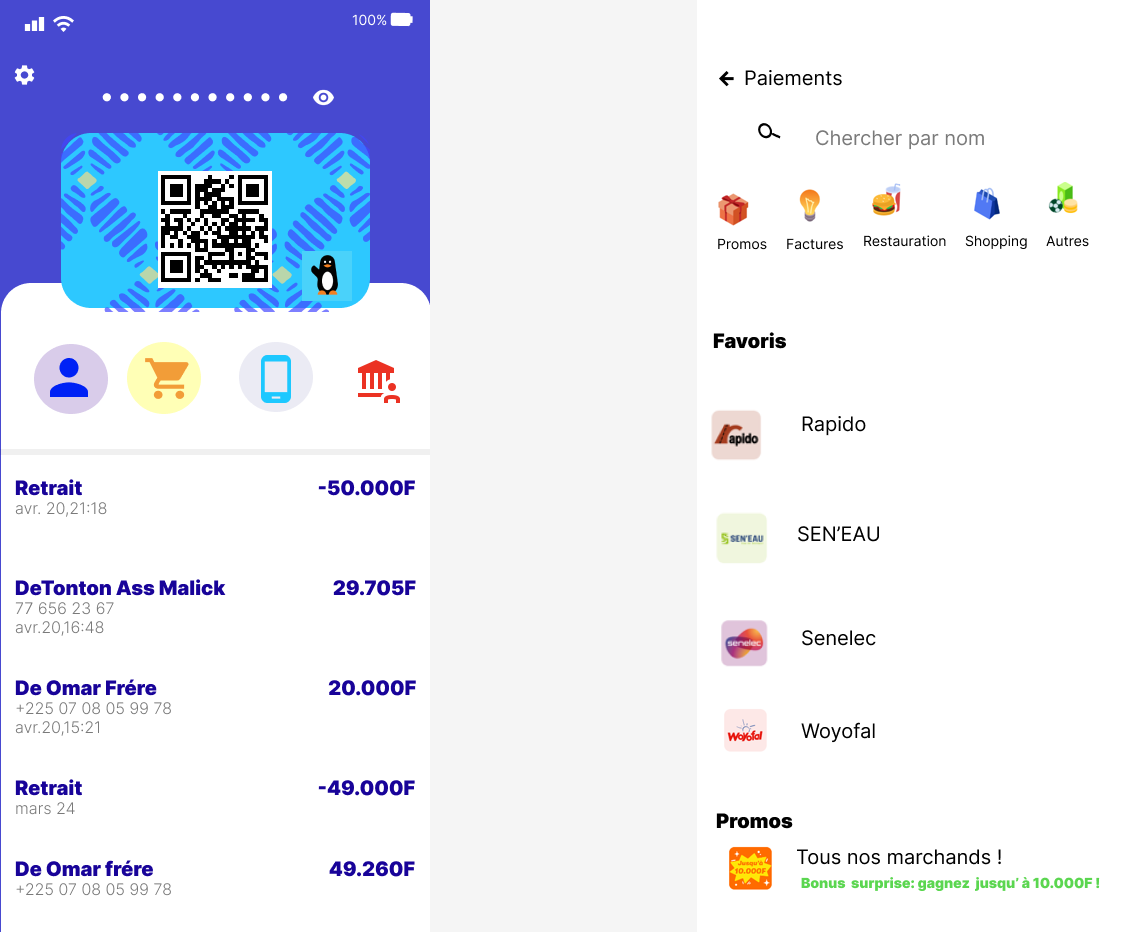 100%
Retrait
-50.000F
avr. 20,21:18
DeTonton Ass Malick
29.705F
77 656 23 67
avr.20,16:48
De Omar Frére
20.000F
+225 07 08 05 99 78
avr.20,15:21
Retrait
-49.000F
mars 24
De Omar frére
49.260F
+225 07 08 05 99 78
Paiements
Chercher par nom
Promos
Factures
Restauration
Shopping
Autres
Favoris
Rapido
Rapido
SEN'EAU
SEN’EAU
senelec
Senelec
Woyofal
Woyofal
Promos
Jusqu'à
10.000F
Tous nos marchands !
Bonus surprise: gagnez jusqu’ à 10.000F !